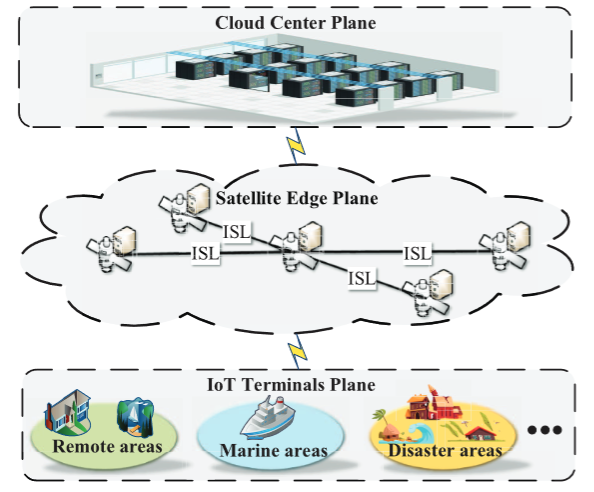 Cloud Center Plane
Satellite Edge Plane
ISL
ISL
ISL
ISL
IoT Terminals Plane
Remote areas
Marine areas
Disaster areas